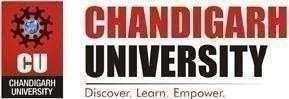 CU
CHANDIGARH
UNIVERSITY
CHANDIGARH
UNIVERSITY
Discover. Learn. Empower.